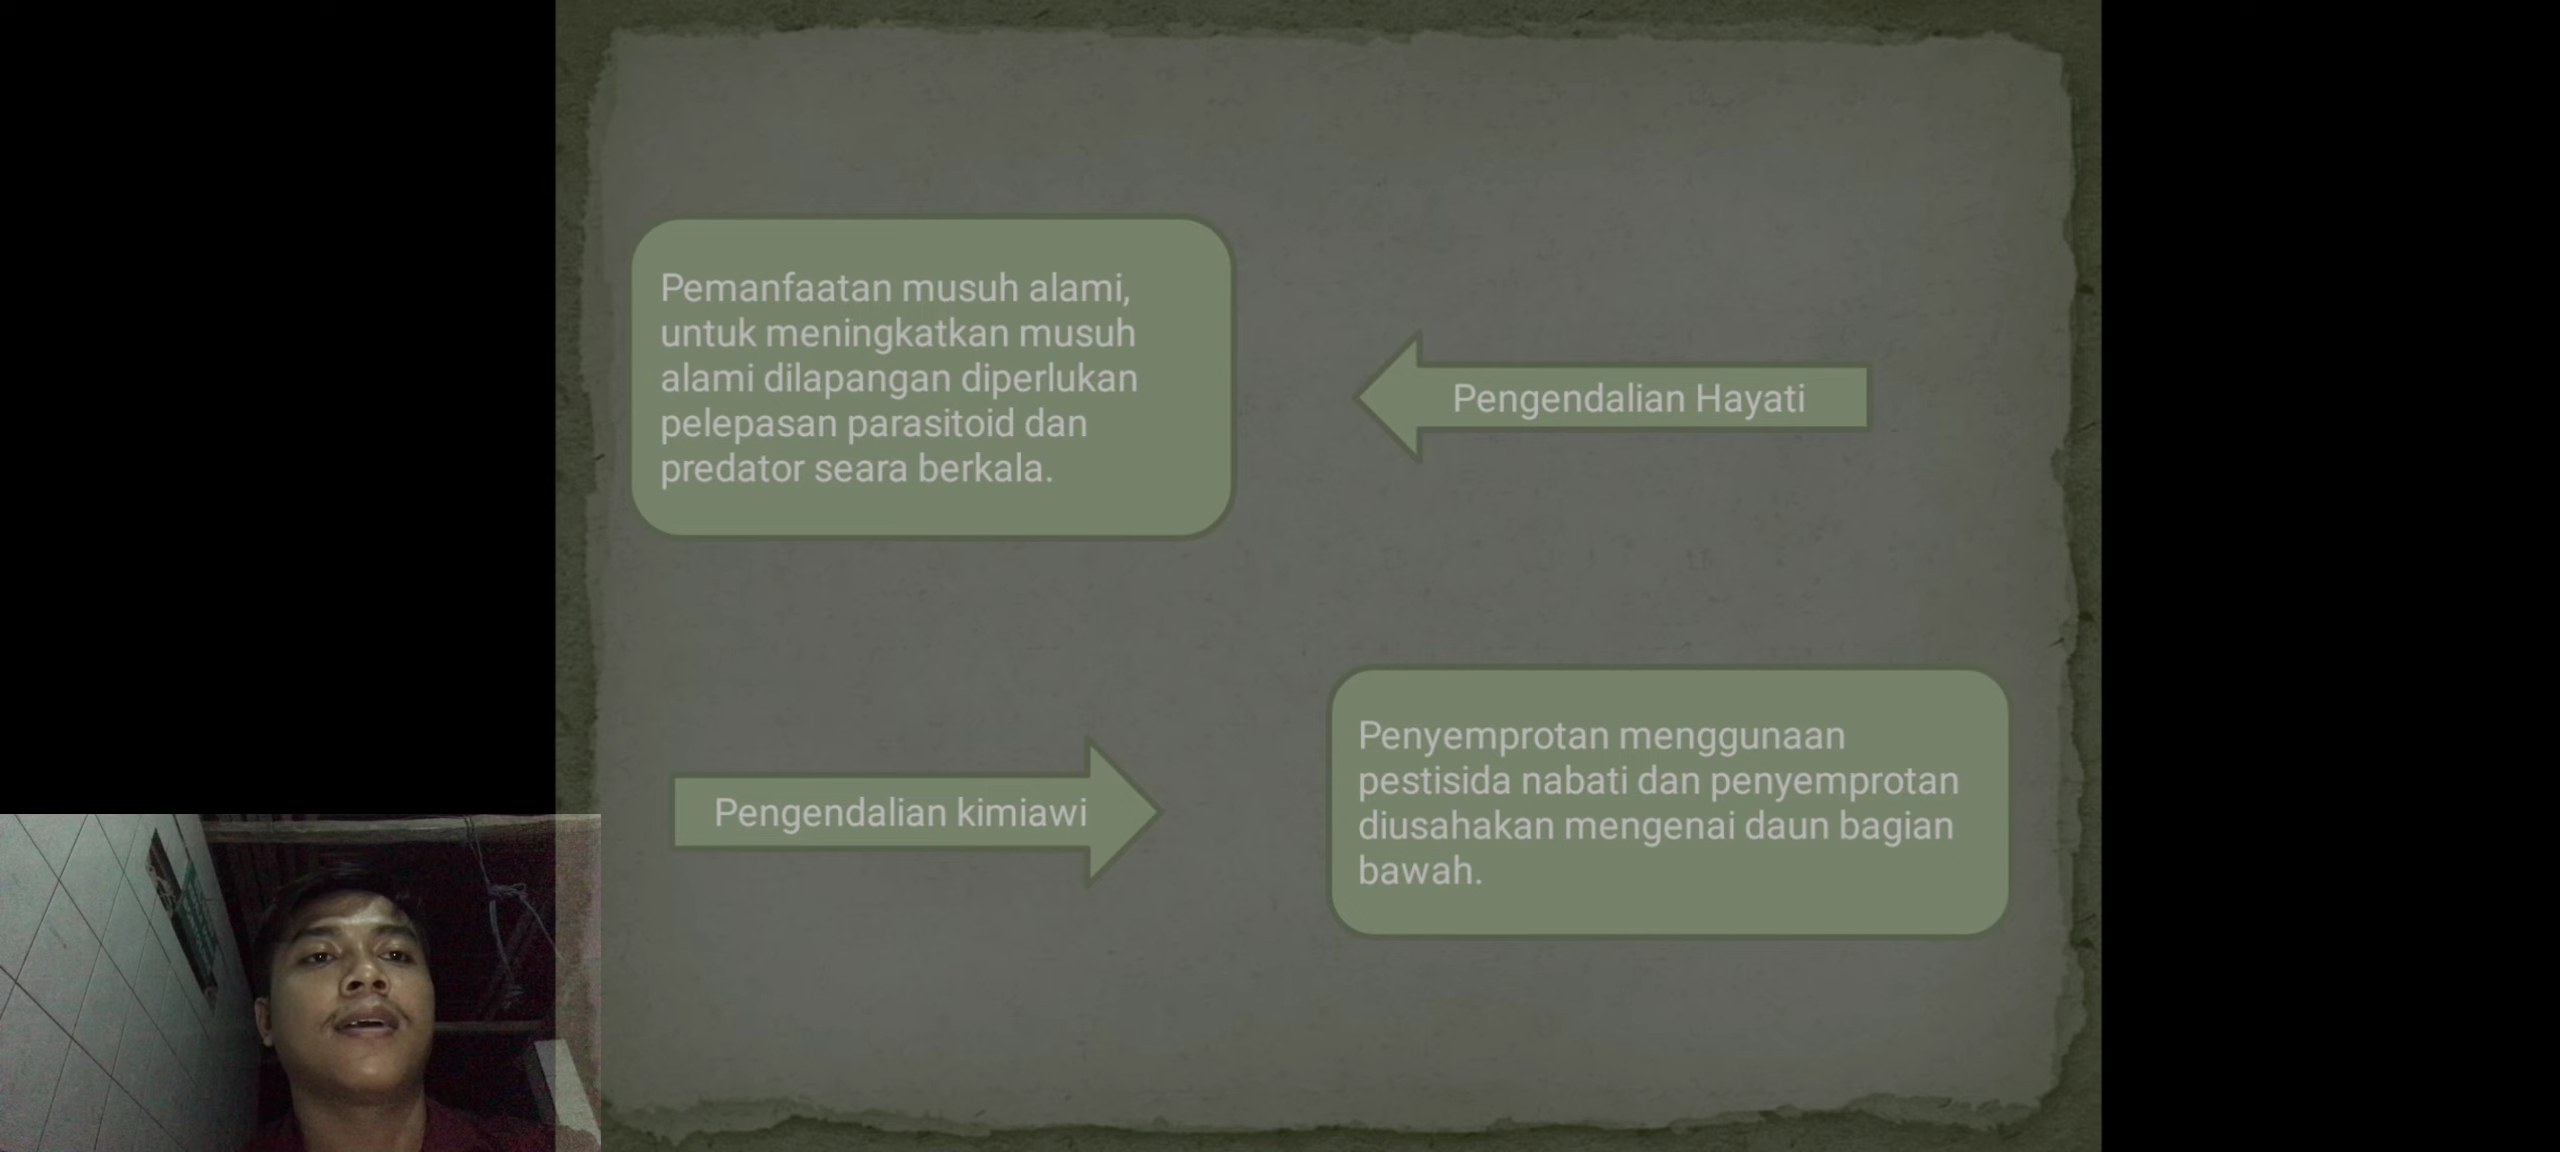 Pemanfaatan musuh alami,
untuk meningkatkan musuh
alami dilapangan diperlukan
pelepasan parasitoid dan
predator seara berkala.
Pengendalian Hayati
Pengendalian kimiawi
Penyemprotan menggunaan
pestisida nabati dan penyemprotan
diusahakan mengenai daun bagian
bawah.